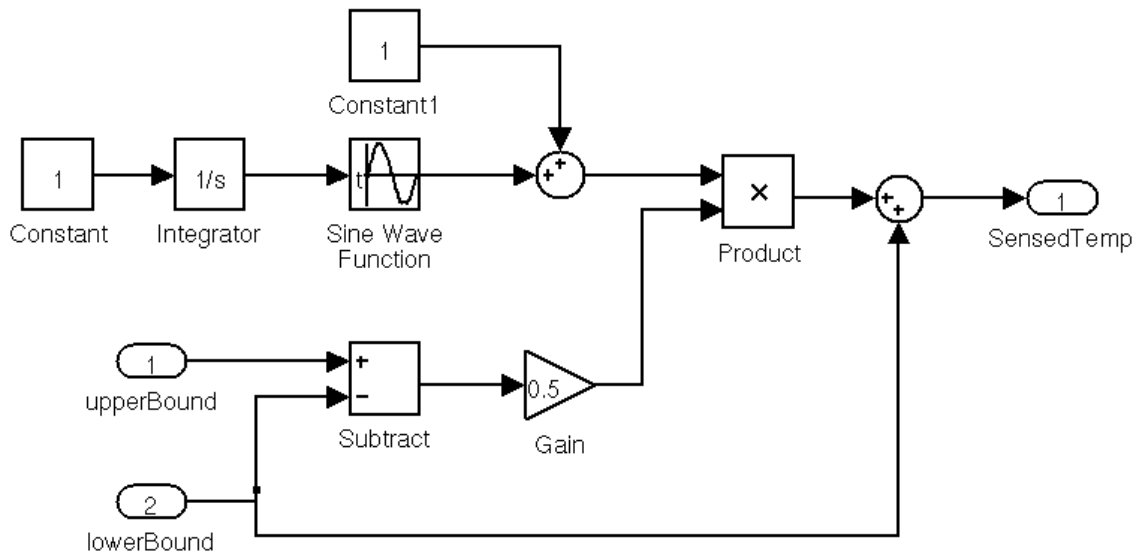 1
Constant1
1
1/s
t
Constant
Integrator
Sine Wave
Function
+
+
×
Product
+
+
1
SensedTemp
1
upperBound
+
−
Subtract
0.5
Gain
2
lowerBound